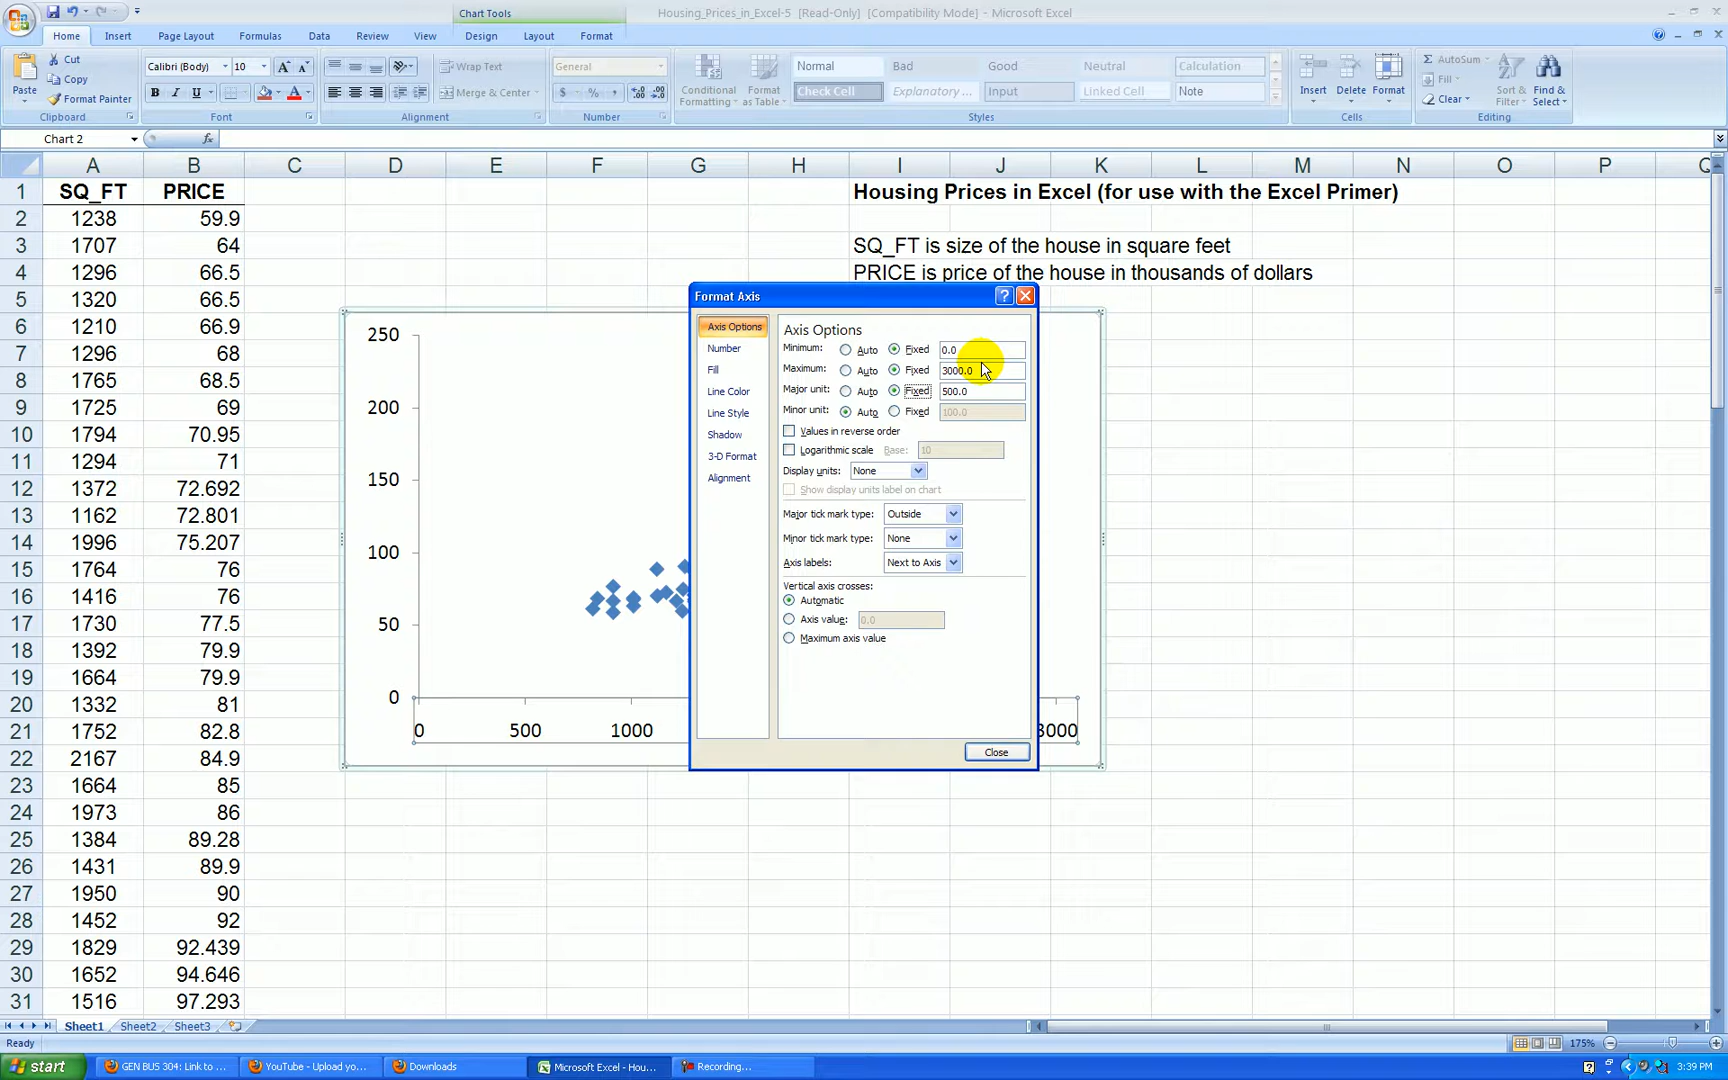 Chart Tools
Housing_Prices_in_Excel-5 [Read-Only] [Compatibility Mode] - Microsoft Excel
Home Insert Page Layout Formulas Data Review View Design Layout Format
Paste
Cut
Copy
Format Painter
Clipboard
Calibri (Body) 10
B I U
Font
Wrap Text
Merge & Center
Alignment
General
$ % ,
Number
Conditional Formatting
Format as Table
Normal Bad Good Neutral Calculation
Check Cell Explanatory ... Input Linked Cell Note
Styles
Insert Delete Format
Cells
AutoSum
Fill
Clear
Sort & Filter
Find & Select
Editing
Chart 2 fx
A B C D E F G H I J K L M N O P Q
1 SQ_FT PRICE Housing Prices in Excel (for use with the Excel Primer)
2 1238 59.9
3 1707 64 SQ_FT is size of the house in square feet
4 1296 66.5 PRICE is price of the house in thousands of dollars
5 1320 66.5
6 1210 66.9
7 1296 68
8 1765 68.5
9 1725 69
10 1794 70.95
11 1294 71
12 1372 72.692
13 1162 72.801
14 1996 75.207
15 1764 76
16 1416 76
17 1730 77.5
18 1392 79.9
19 1664 79.9
20 1332 81
21 1752 82.8
22 2167 84.9
23 1664 85
24 1973 86
25 1384 89.28
26 1431 89.9
27 1950 90
28 1452 92
29 1829 92.439
30 1652 94.646
31 1516 97.293
250
200
150
100
50
0
0 500 1000 3000
Format Axis
Axis Options
Number
Fill
Line Color
Line Style
Shadow
3-D Format
Alignment
Axis Options
Minimum: Auto Fixed 0.0
Maximum: Auto Fixed 3000.0
Major unit: Auto Fixed 500.0
Minor unit: Auto Fixed 100.0
Values in reverse order
Logarithmic scale Base: 10
Display units: None
Show display units label on chart
Major tick mark type: Outside
Minor tick mark type: None
Axis labels: Next to Axis
Vertical axis crosses:
Automatic
Axis value: 0.0
Maximum axis value
Close
Sheet1 Sheet2 Sheet3
Ready 175%
start GEN BUS 304: Link to ... YouTube - Upload yo... Downloads Microsoft Excel - Hou... Recording... 3:39 PM